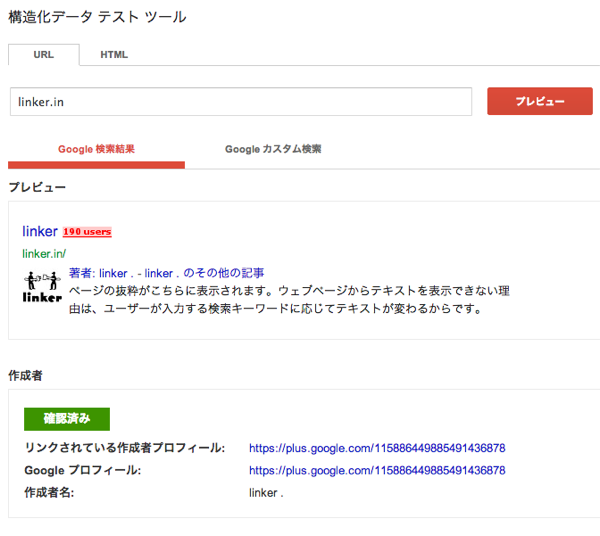 構造化データ テスト ツール
URL HTML
linker.in プレビュー
Google 検索結果 Google カスタム検索
プレビュー
linker 190 users
linker.in/
著者: linker . - linker . のその他の記事
ページの抜粋がこちらに表示されます。ウェブページからテキストを表示できない理
由は、ユーザーが入力する検索キーワードに応じてテキストが変わるからです。
linker
作成者
確認済み
リンクされている作成者プロフィール: https://plus.google.com/115886449885491436878
Google プロフィール: https://plus.google.com/115886449885491436878
作成者名: linker .